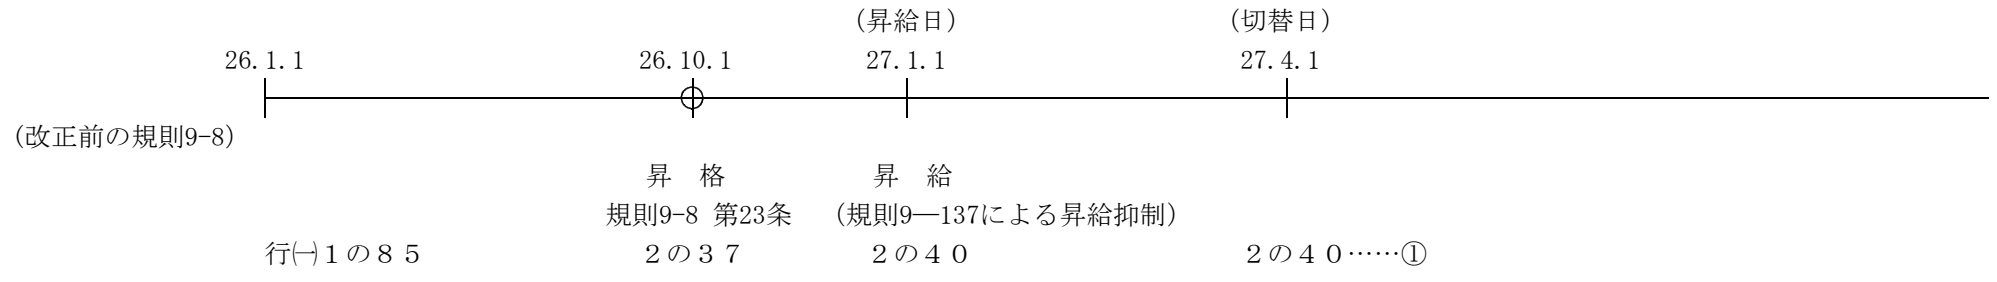 (昇給日) (切替日)
26.1.1 26.10.1 27.1.1 27.4.1
(改正前の規則9-8)
昇　格 昇　給
規則9-8 第23条 (規則9―137による昇給抑制)
行㈠１の８５ ２の３７ ２の４０ ２の４０……①